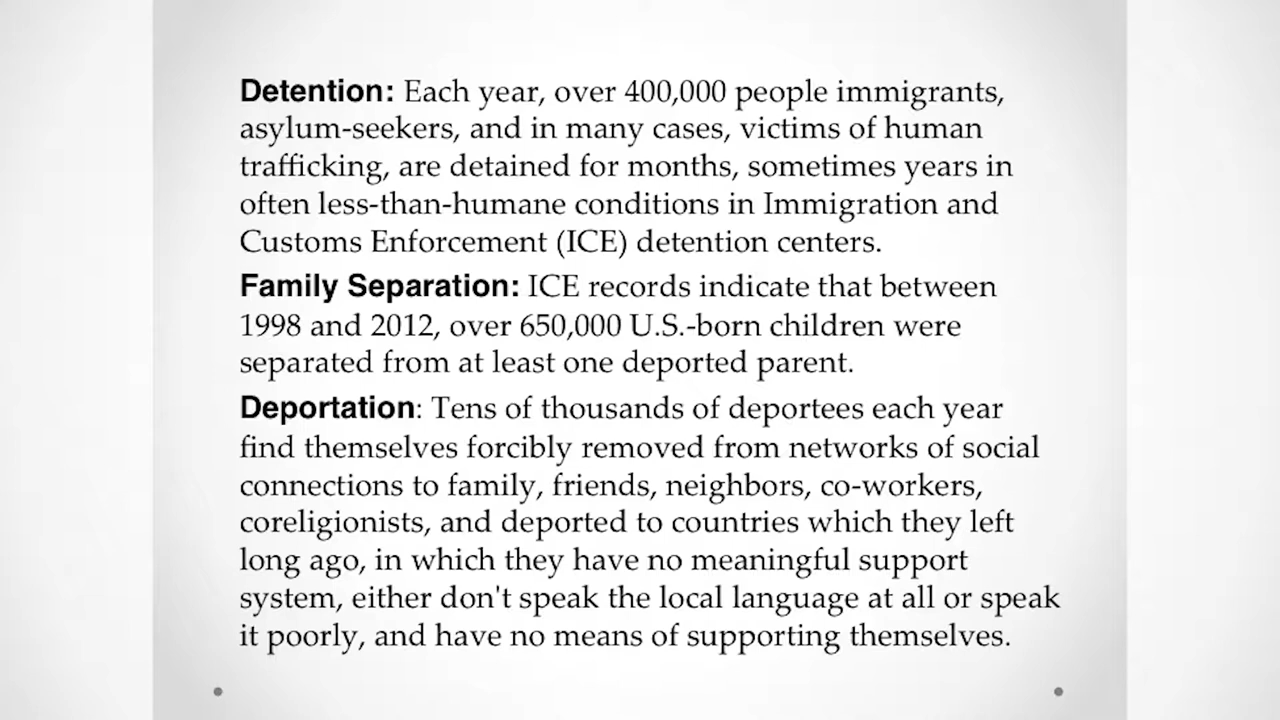 Detention: Each year, over 400,000 people immigrants,
asylum-seekers, and in many cases, victims of human
trafficking, are detained for months, sometimes years in
often less-than-humane conditions in Immigration and
Customs Enforcement (ICE) detention centers.
Family Separation: ICE records indicate that between
1998 and 2012, over 650,000 U.S.-born children were
separated from at least one deported parent.
Deportation: Tens of thousands of deportees each year
find themselves forcibly removed from networks of social
connections to family, friends, neighbors, co-workers,
coreligionists, and deported to countries which they left
long ago, in which they have no meaningful support
system, either don't speak the local language at all or speak
it poorly, and have no means of supporting themselves.